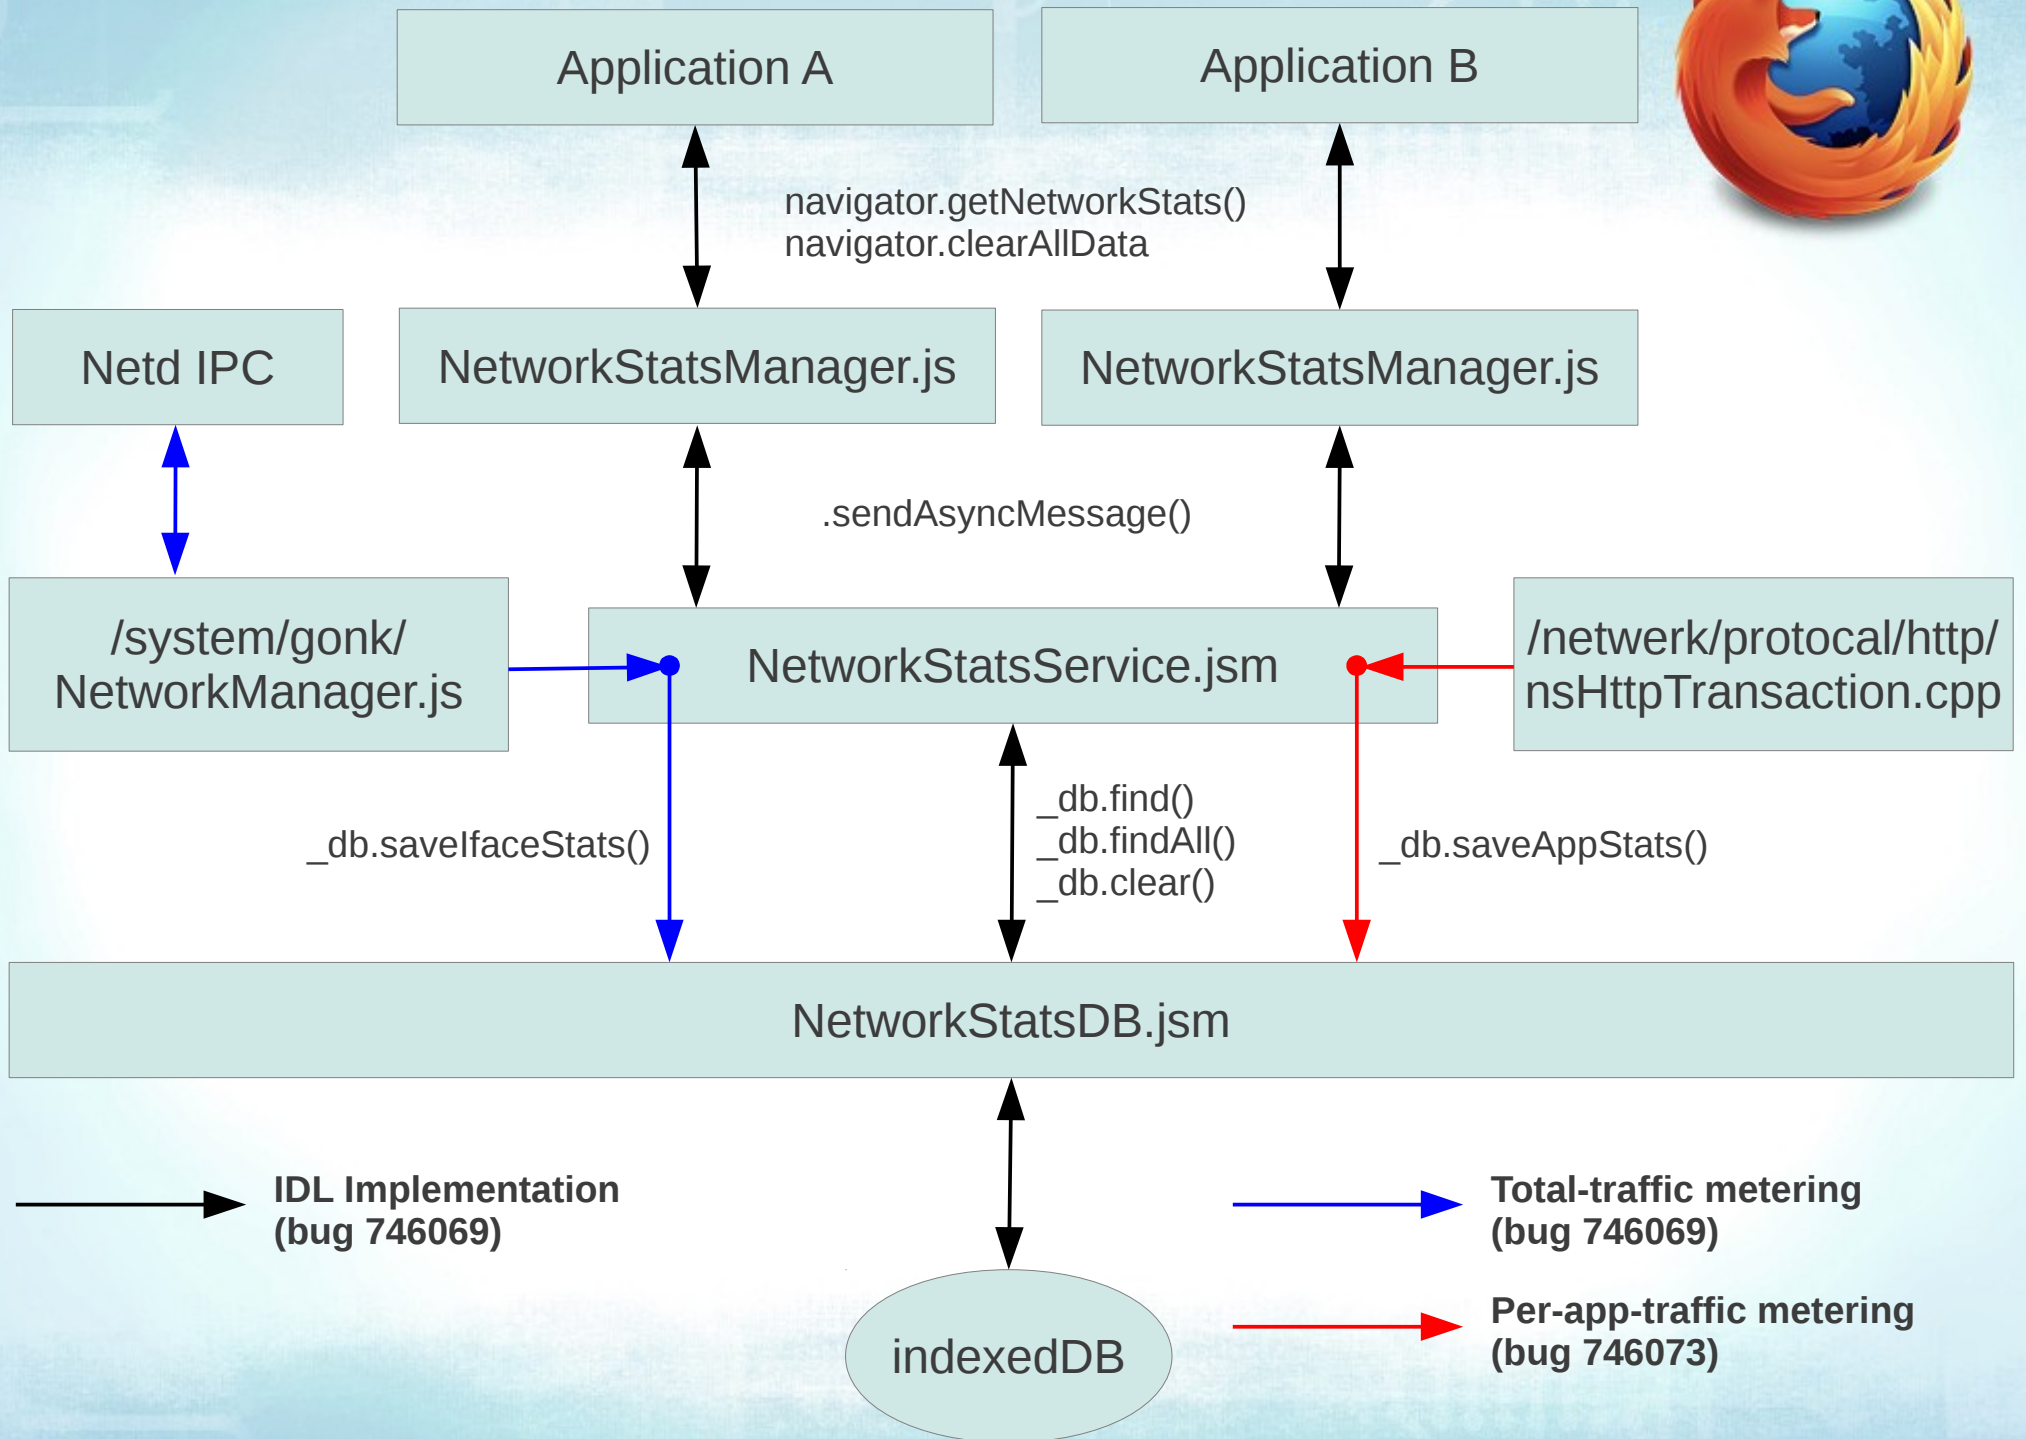 Application A
Application B
navigator.getNetworkStats()
navigator.clearAllData
Netd IPC
NetworkStatsManager.js
NetworkStatsManager.js
.sendAsyncMessage()
/system/gonk/
NetworkManager.js
NetworkStatsService.jsm
/netwerk/protocal/http/
nsHttpTransaction.cpp
_db.saveIfaceStats()
_db.find()
_db.findAll()
_db.clear()
_db.saveAppStats()
NetworkStatsDB.jsm
IDL Implementation
(bug 746069)
Total-traffic metering
(bug 746069)
Per-app-traffic metering
(bug 746073)
indexedDB